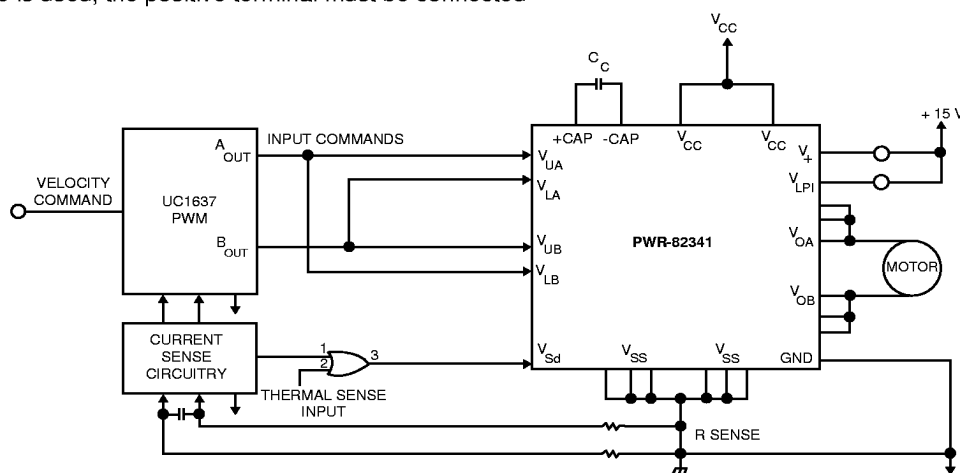 is used, the positive terminal must be connected
V CC
C C
+ 15 V
+CAP -CAP V CC V CC
A OUT
INPUT COMMANDS
V UA
V +
VELOCITY COMMAND
UC1637 PWM
V LA
V LPI
B OUT
V UB
PWR-82341
V OA
V LB
MOTOR
V OB
CURRENT SENSE CIRCUITRY
1
2
3
V Sd
V SS V SS
GND
THERMAL SENSE INPUT
R SENSE